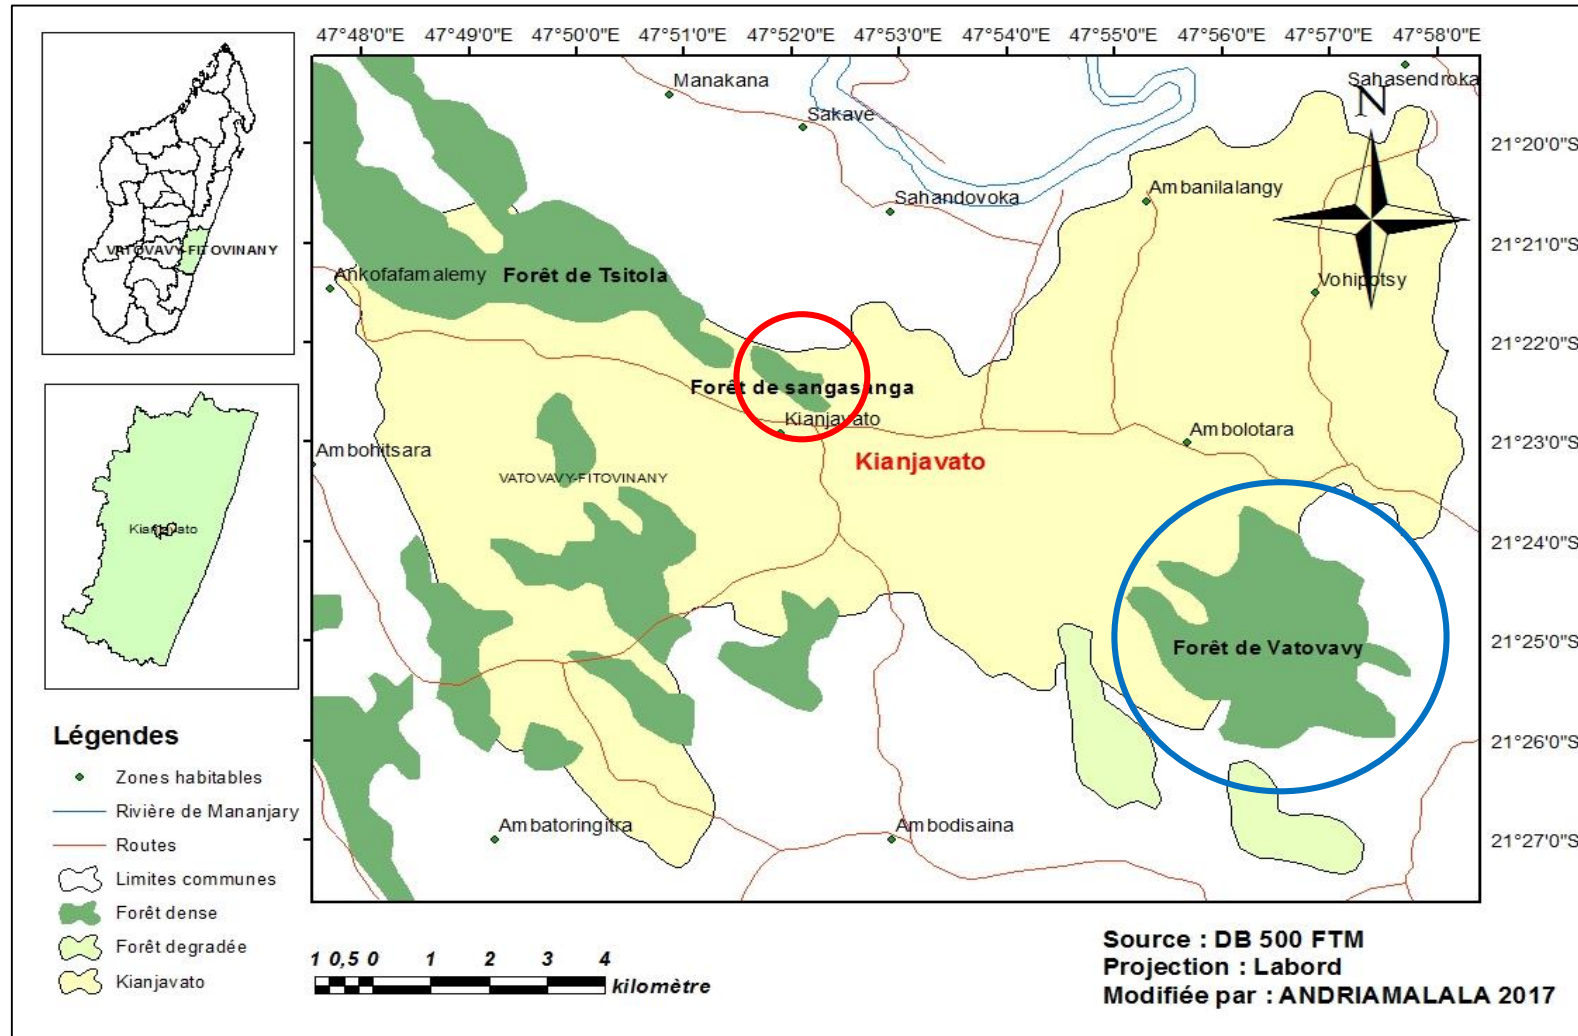 47°48'0"E 47°49'0"E 47°50'0"E 47°51'0"E 47°52'0"E 47°53'0"E 47°54'0"E 47°55'0"E 47°56'0"E 47°57'0"E 47°58'0"E
Manakana
Sahasendroka
Sakave
N
21°20'0"S
Ambanilalangy
Sahandovoka
VATOVAVY-FITOVINANY
21°21'0"S
Ankofafamalemy
Forêt de Tsitola
Vohipotsy
21°22'0"S
Forêt de sangasanga
Kianjavato
Ambolotara
21°23'0"S
Ambohitsara
Kianjavato
VATOVAVY-FITOVINANY
Kianjavato
21°24'0"S
21°25'0"S
Forêt de Vatovavy
21°26'0"S
Légendes
Zones habitables
Rivière de Mananjary
Routes
Limites communes
Forêt dense
Forêt degradée
Kianjavato
Ambatoringitra
Ambodisaina
21°27'0"S
1 0,5 0 1 2 3 4
kilomètre
Source : DB 500 FTM
Projection : Labord
Modifiée par : ANDRIAMALALA 2017